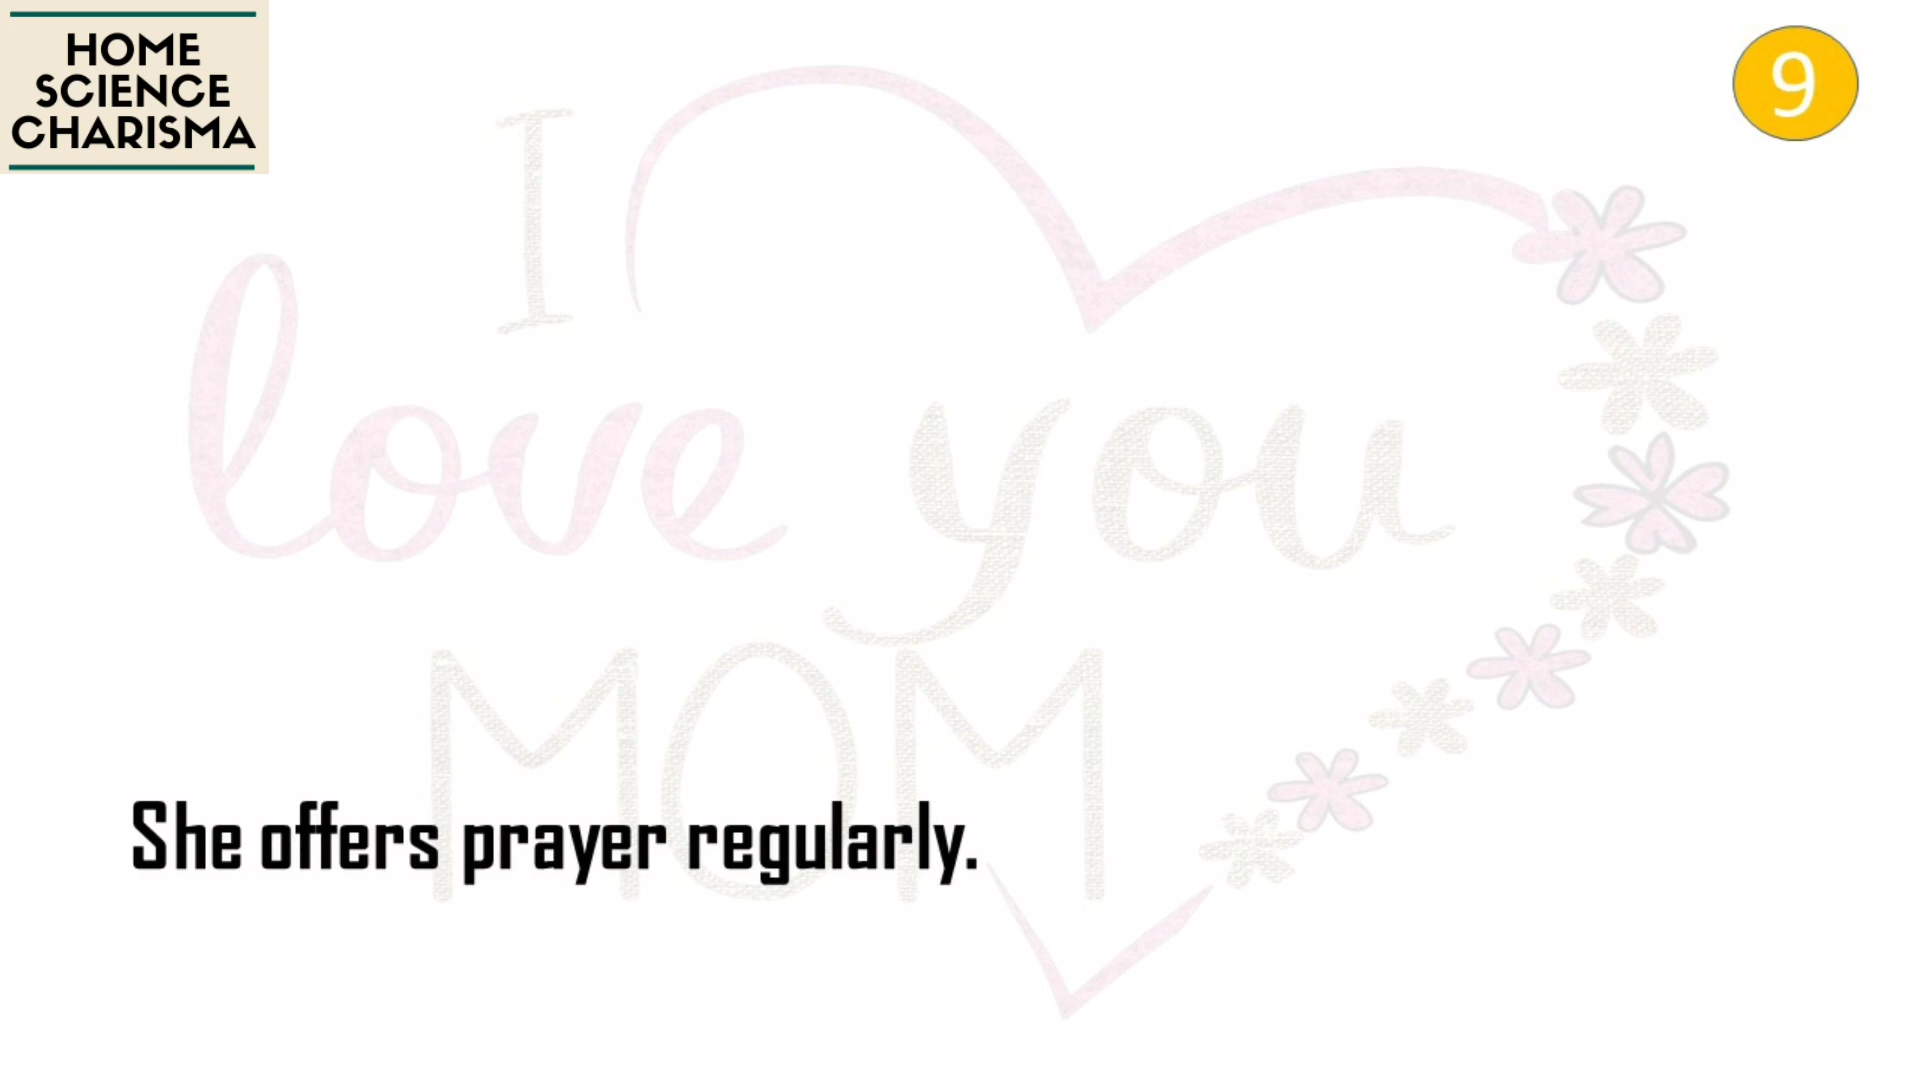 HOME
SCIENCE
CHARISMA
9
I
love you
MOM
She offers prayer regularly.